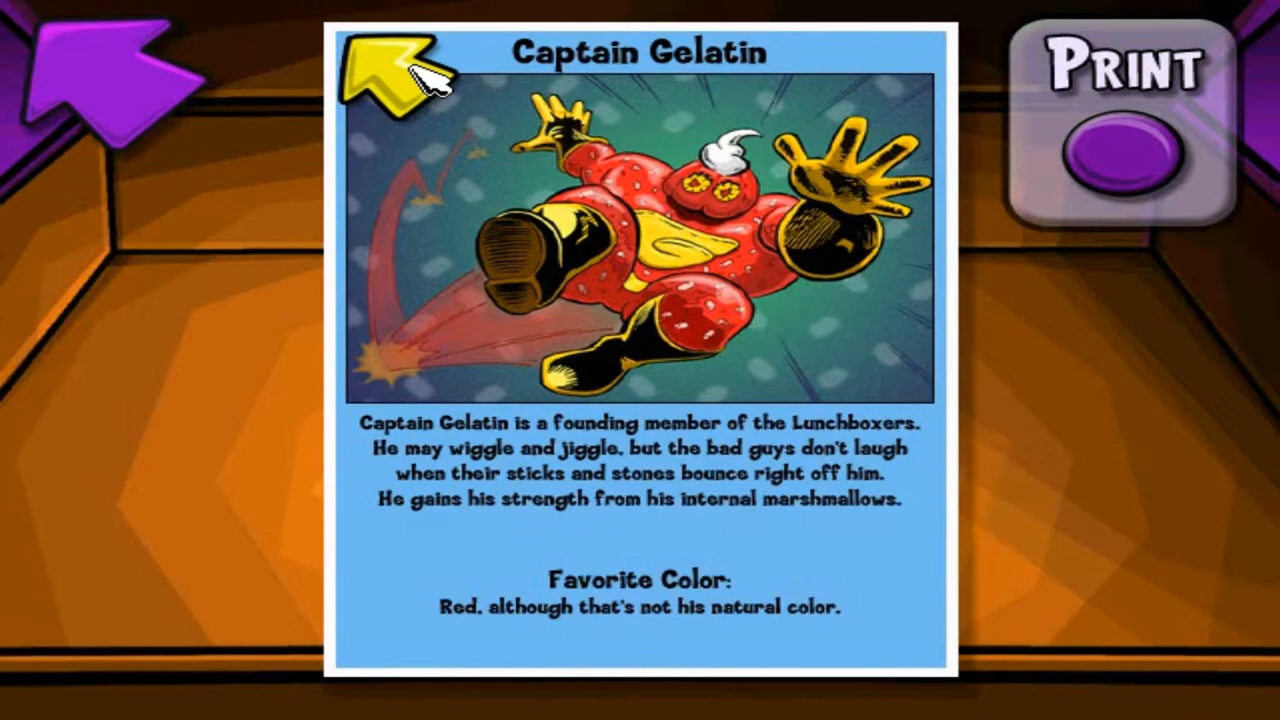 Captain Gelatin
PRINT
Captain Gelatin is a founding member of the Lunchboxers.
He may wiggle and jiggle, but the bad guys don't laugh
when their sticks and stones bounce right off him.
He gains his strength from his internal marshmallows.
Favorite Color:
Red, although that's not his natural color.